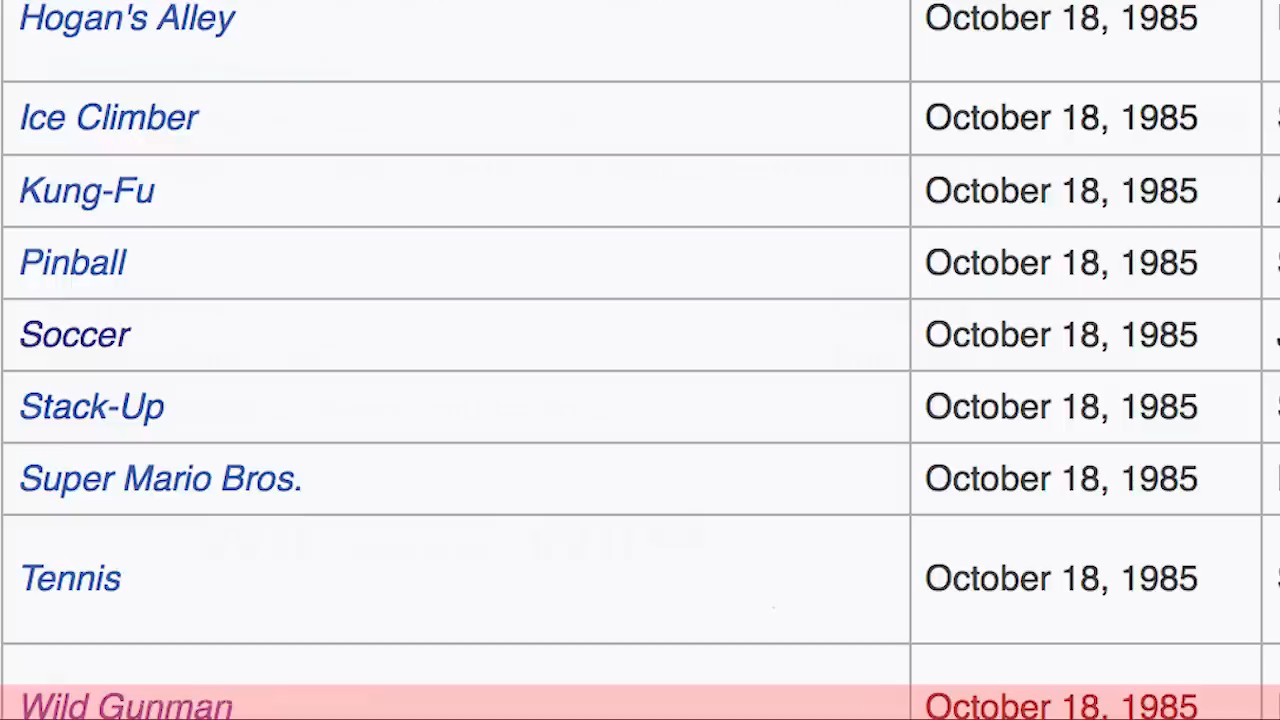 Hogan's Alley October 18, 1985
Ice Climber October 18, 1985
Kung-Fu October 18, 1985
Pinball October 18, 1985
Soccer October 18, 1985
Stack-Up October 18, 1985
Super Mario Bros. October 18, 1985
Tennis October 18, 1985
Wild Gunman October 18, 1985